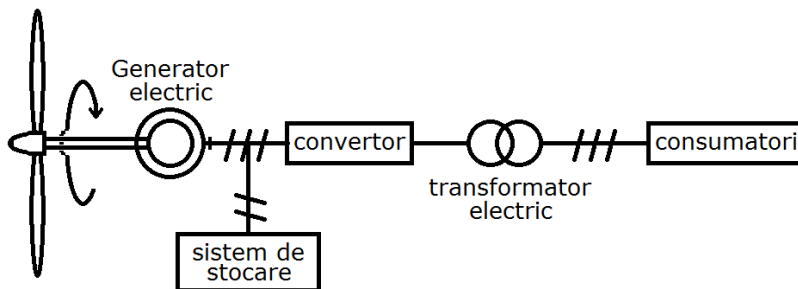 Generator
electric
convertor
consumatori
transformator
electric
sistem de
stocare